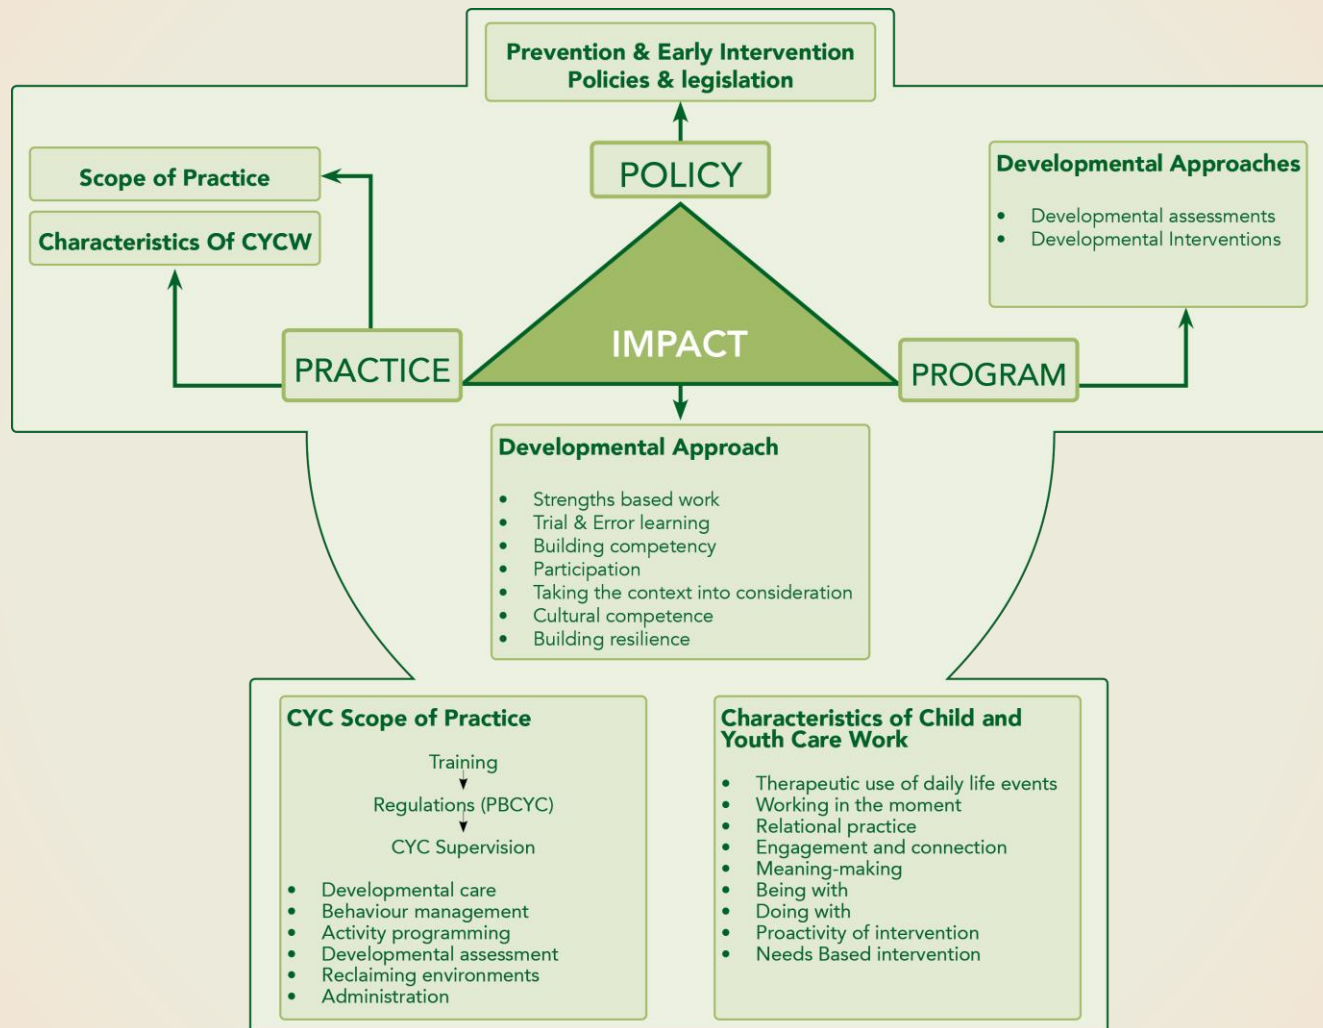 Prevention & Early Intervention
Policies & legislation
POLICY
Scope of Practice
Characteristics Of CYCW
Developmental Approaches
• Developmental assessments
• Developmental Interventions
IMPACT
PRACTICE
PROGRAM
Developmental Approach
• Strengths based work
• Trial & Error learning
• Building competency
• Participation
• Taking the context into consideration
• Cultural competence
• Building resilience
CYC Scope of Practice
Training
Regulations (PBCYC)
CYC Supervision
• Developmental care
• Behaviour management
• Activity programming
• Developmental assessment
• Reclaiming environments
• Administration
Characteristics of Child and
Youth Care Work
• Therapeutic use of daily life events
• Working in the moment
• Relational practice
• Engagement and connection
• Meaning-making
• Being with
• Doing with
• Proactivity of intervention
• Needs Based intervention